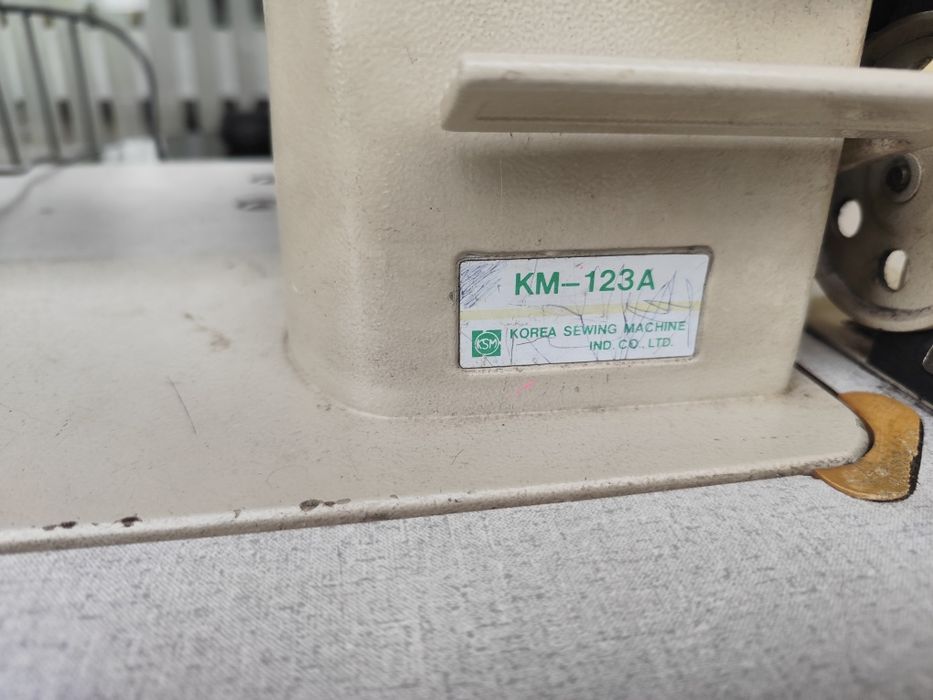 KM-123A
KSM KOREA SEWING MACHINE
IND. CO., LTD.